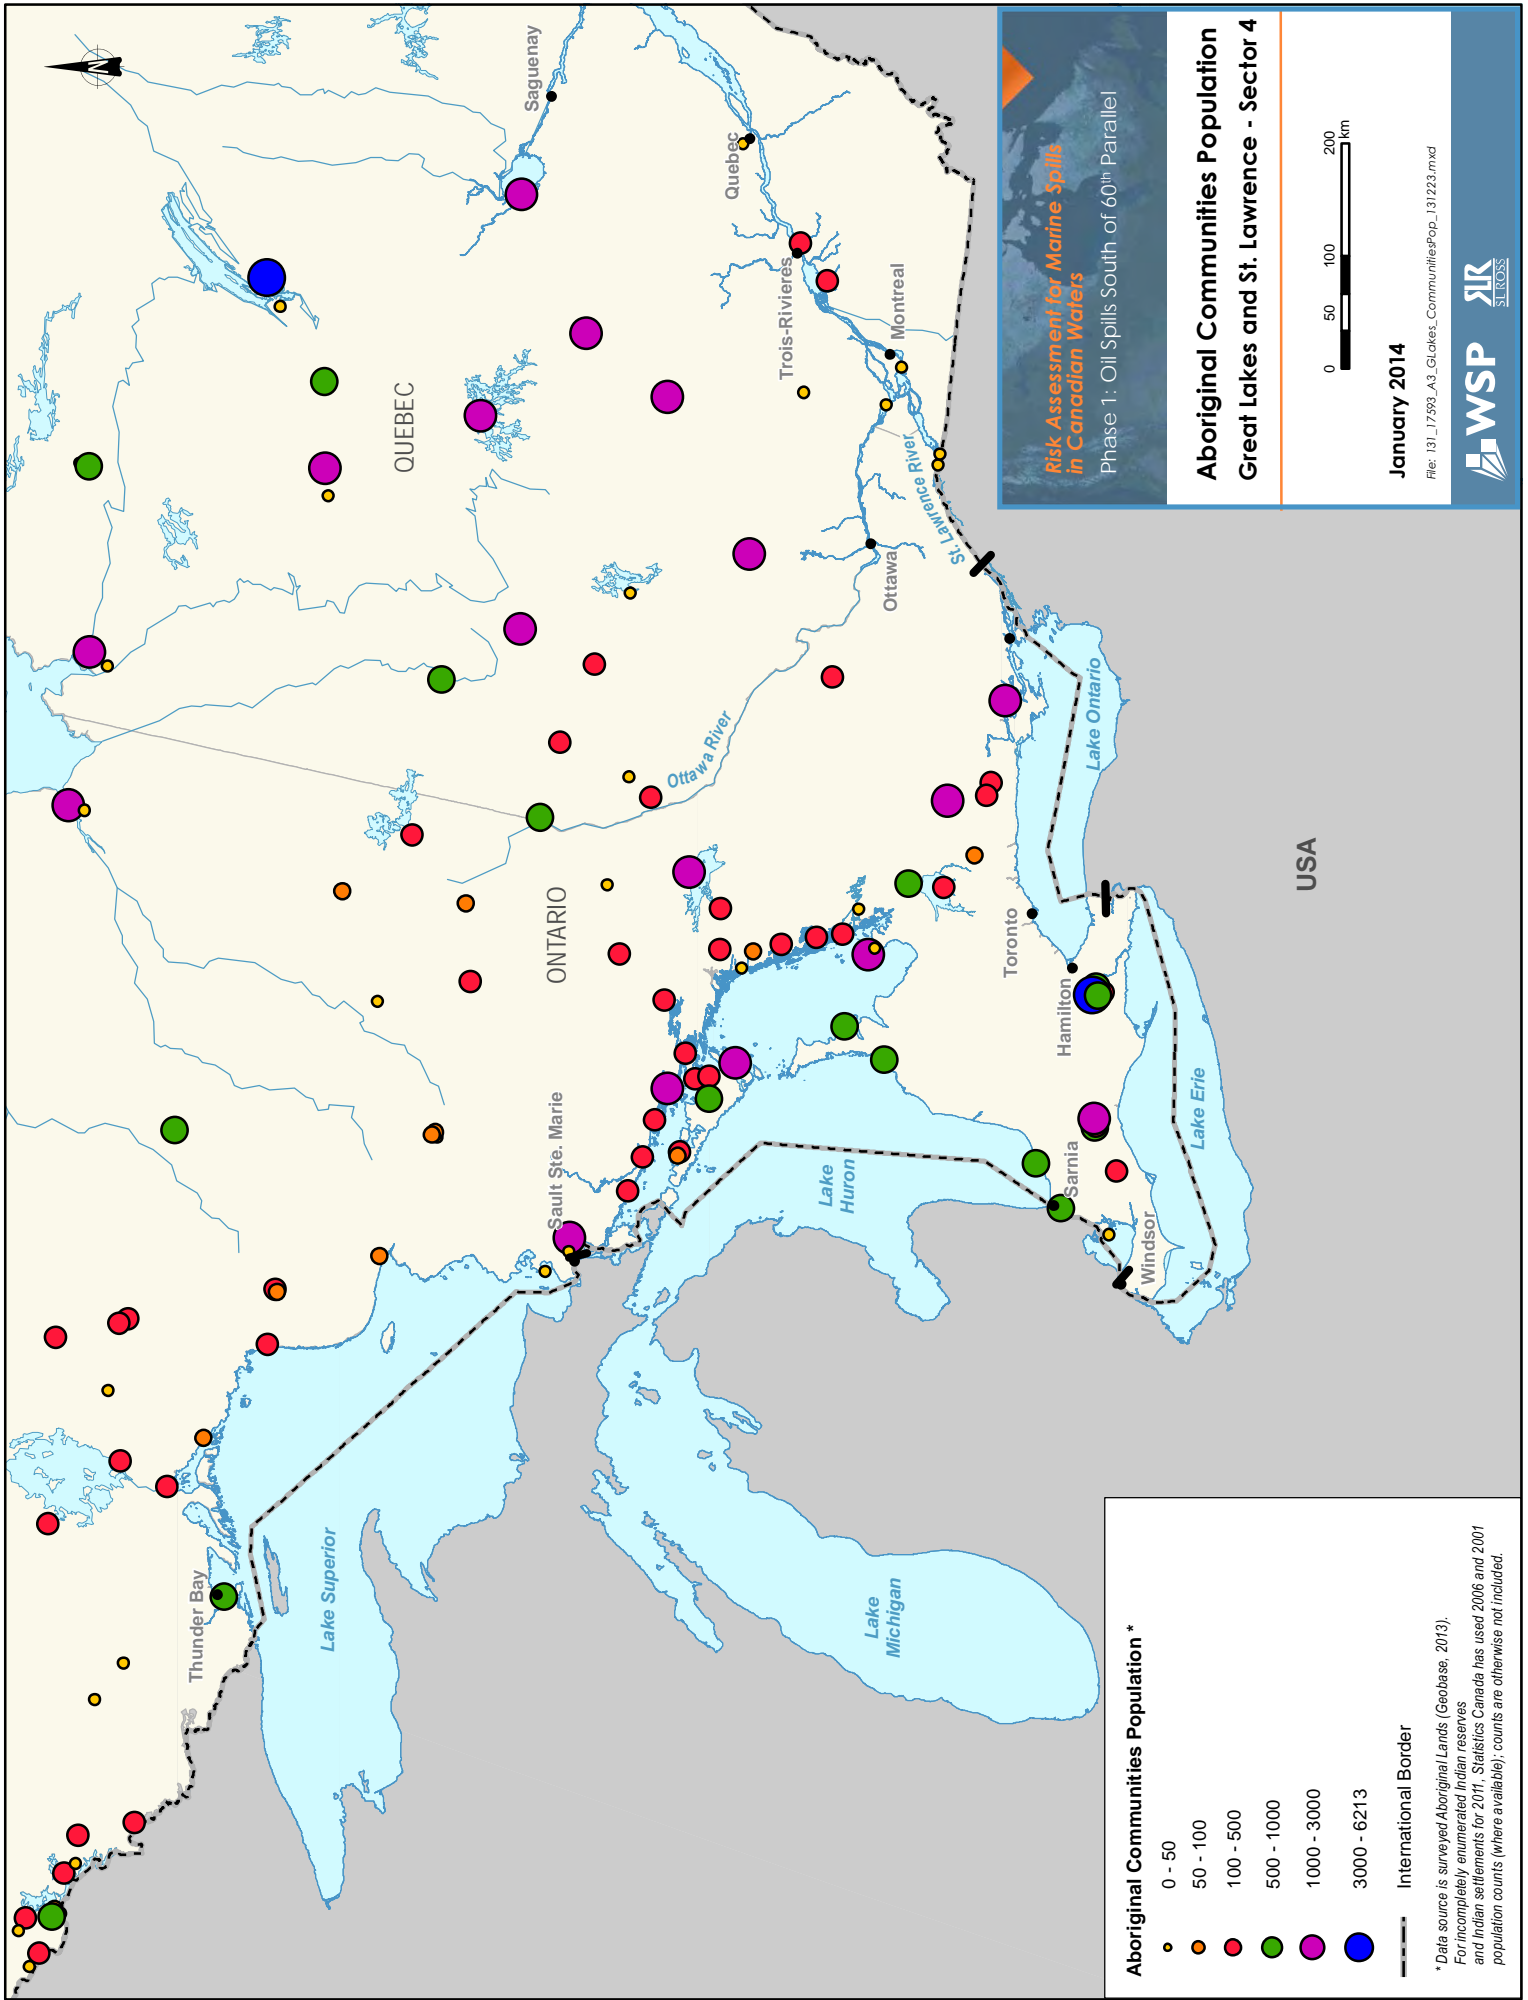 N
Saguenay
Quebec
Trois-Rivieres
Montreal
QUEBEC
St. Lawrence River
Ottawa
Ottawa River
Lake Ontario
ONTARIO
Toronto
Hamilton
USA
Sault Ste. Marie
Lake
Huron
Sarnia
Lake Erie
Windsor
Thunder Bay
Lake Superior
Lake
Michigan
Risk Assessment for Marine Spills
in Canadian Waters
Phase 1: Oil Spills South of 60th Parallel
Aboriginal Communities Population
Great Lakes and St. Lawrence - Sector 4
0 50 100 200
km
January 2014
File: 131_17593_A3_GLakes_CommunitiesPop_131223.mxd
WSP
SLR
SL ROSS
Aboriginal Communities Population *
0 - 50
50 - 100
100 - 500
500 - 1000
1000 - 3000
3000 - 6213
International Border
* Data source is surveyed Aboriginal Lands (Geobase, 2013).
For incompletely enumerated Indian reserves
and Indian settlements for 2011, Statistics Canada has used 2006 and 2001
population counts (where available); counts are otherwise not included.